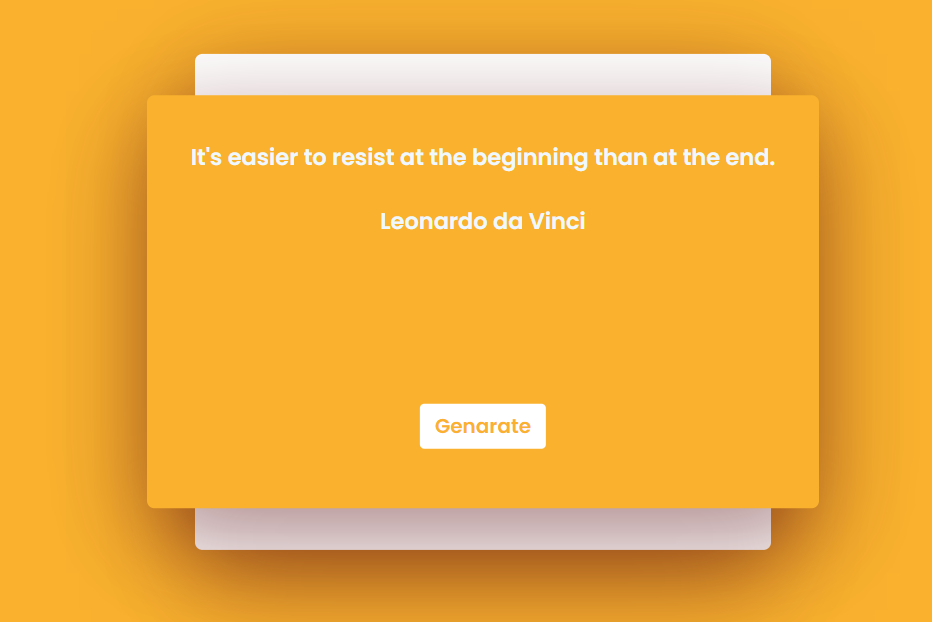 It's easier to resist at the beginning than at the end.
Leonardo da Vinci
Genarate